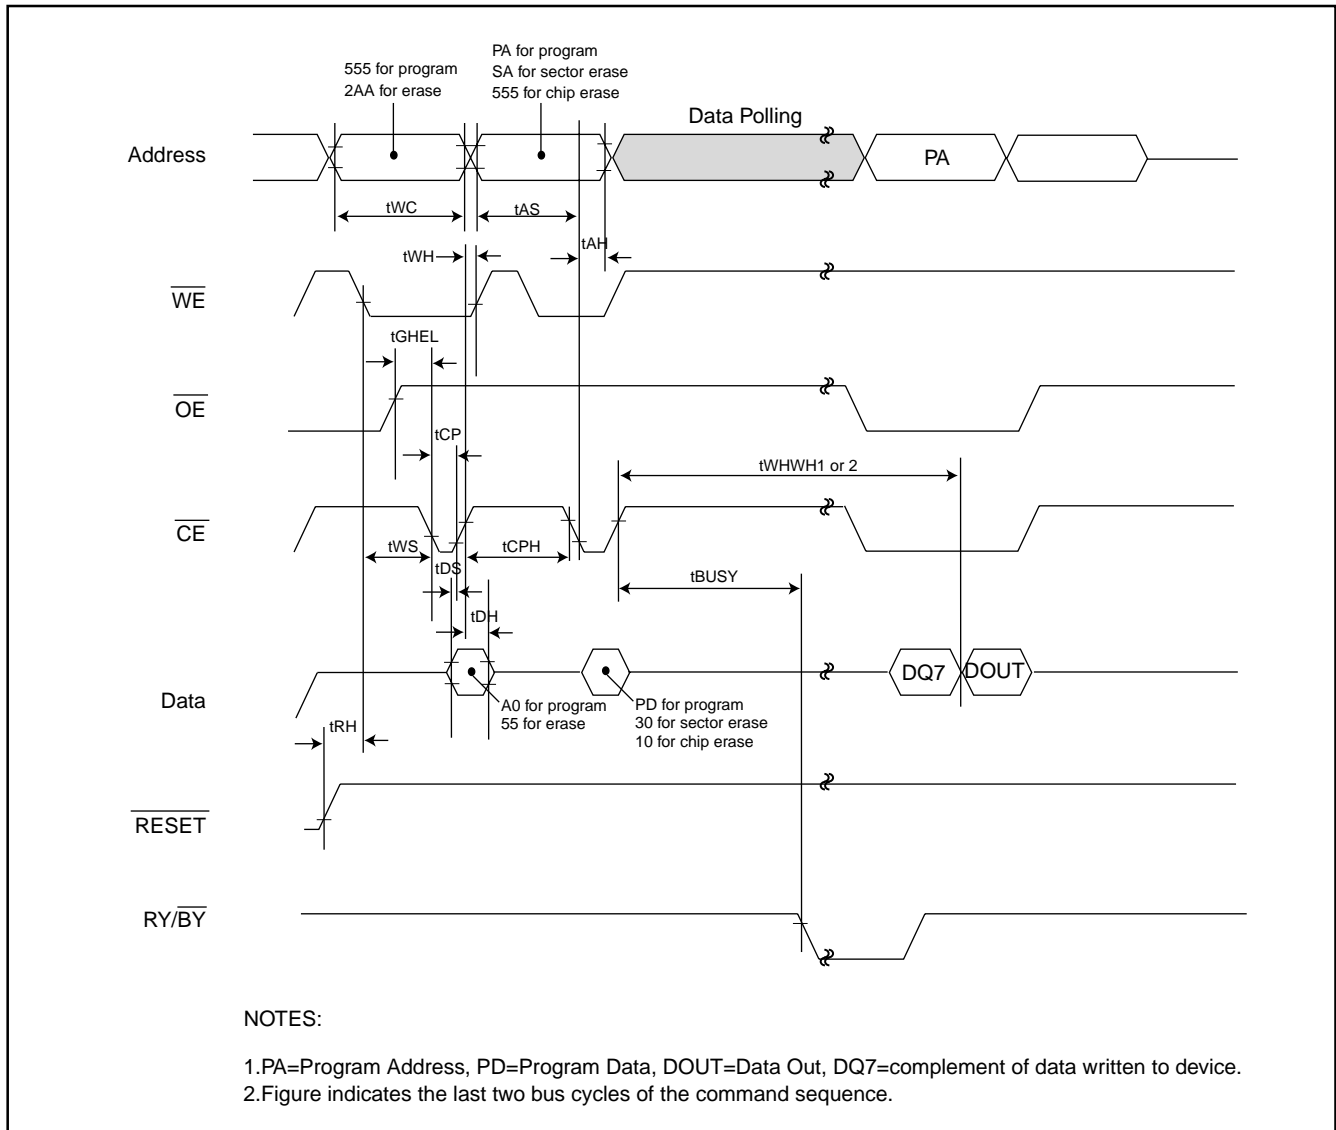 PA for program
555 for program
SA for sector erase
2AA for erase
555 for chip erase
Data Polling
Address
PA
tWC
tAS
tAH
tWH
WE
tGHEL
OE
tCP
tWHWH1 or 2
CE
tWS
tCPH
tDS
tBUSY
tDH
DQ7
DOUT
Data
A0 for program
55 for erase
PD for program
30 for sector erase
10 for chip erase
tRH
RESET
RY/BY
NOTES:
1.PA=Program Address, PD=Program Data, DOUT=Data Out, DQ7=complement of data written to device.
2.Figure indicates the last two bus cycles of the command sequence.